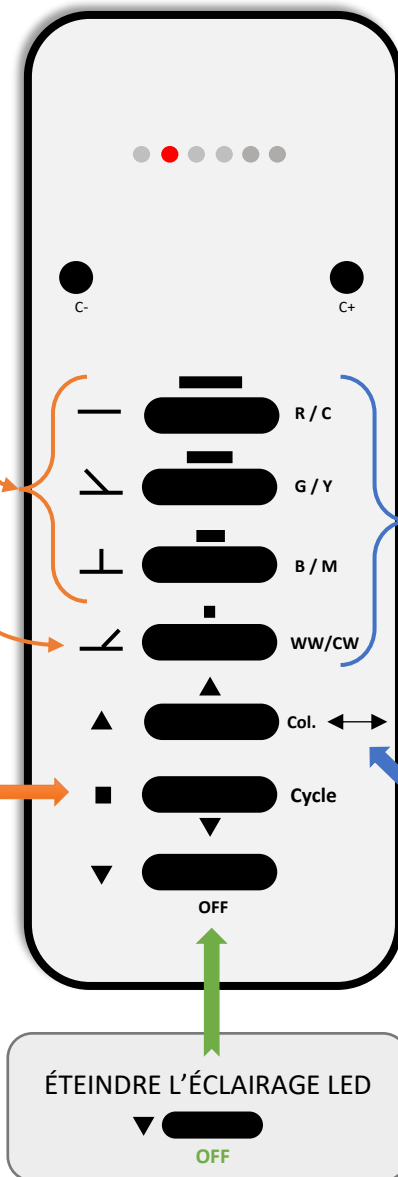 C-
C+
R / C
G / Y
B / M
WW/CW
Col.
Cycle
OFF
ÉTEINDRE L’ÉCLAIRAGE LED
OFF